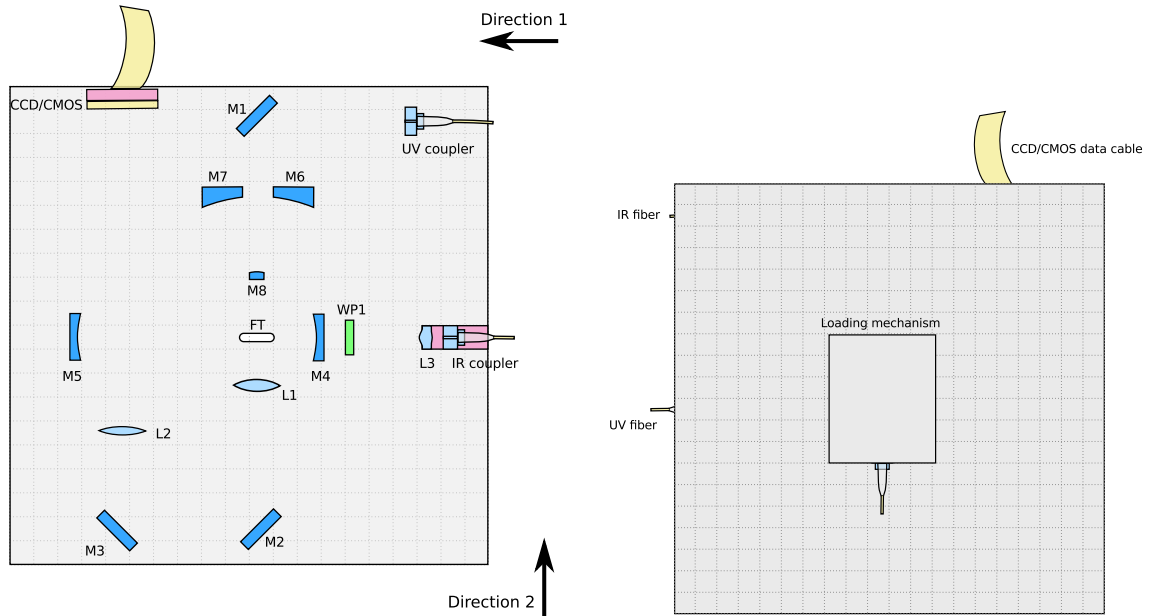 Direction 1
CCD/CMOS
M1
UV coupler
M7
M6
M8
WP1
FT
M5
M4
L3
IR coupler
L1
L2
M3
M2
Direction 2
CCD/CMOS data cable
IR fiber
Loading mechanism
UV fiber